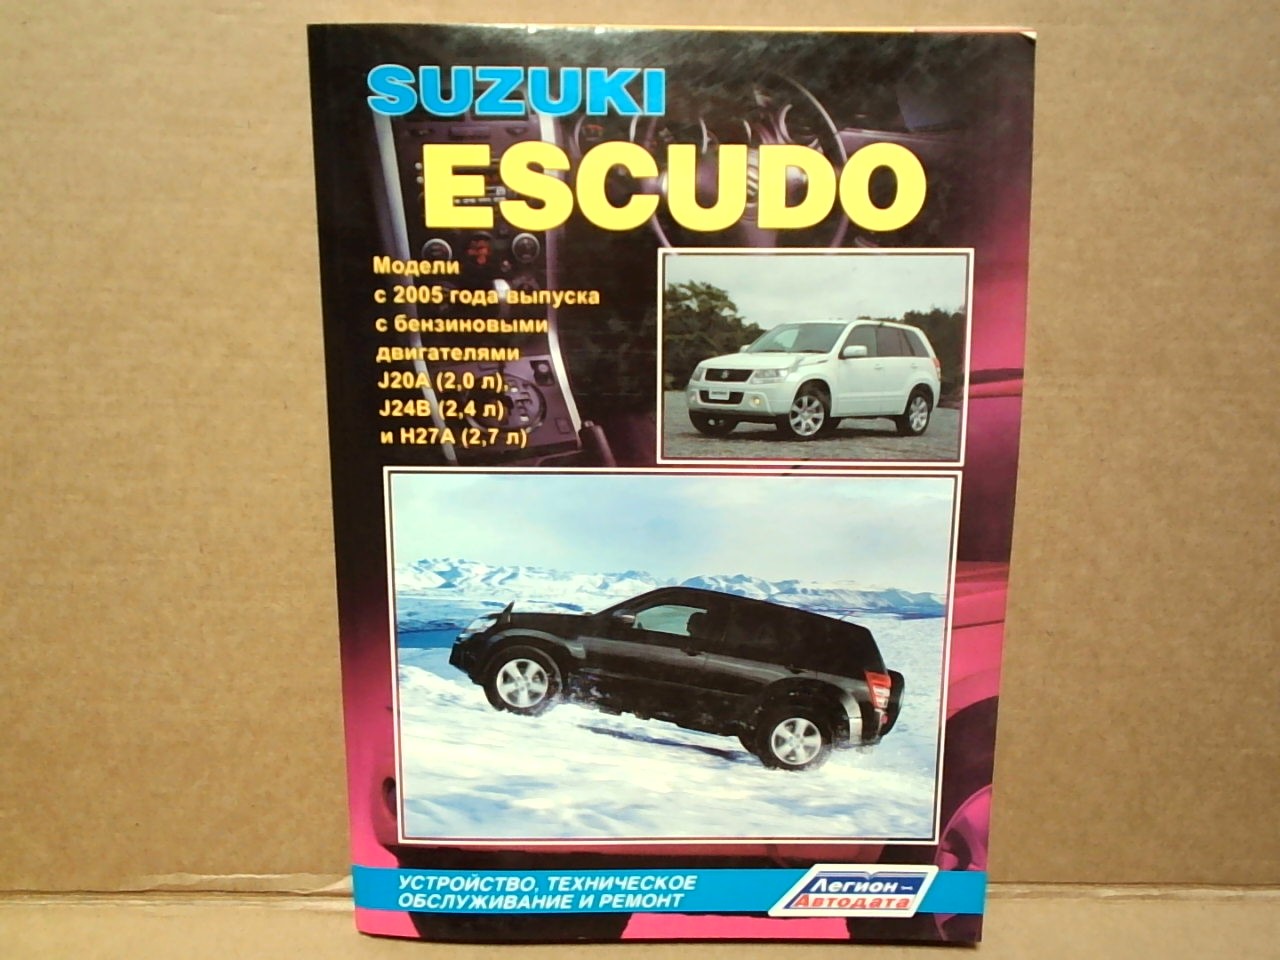 SUZUKI
ESCUDO
Модели
с 2005 года выпуска
с бензиновыми
двигателями
J20A (2,0 л),
J24B (2,4 л)
и H27A (2,7 л)
УСТРОЙСТВО, ТЕХНИЧЕСКОЕ
ОБСЛУЖИВАНИЕ И РЕМОНТ
Легион
Автодата